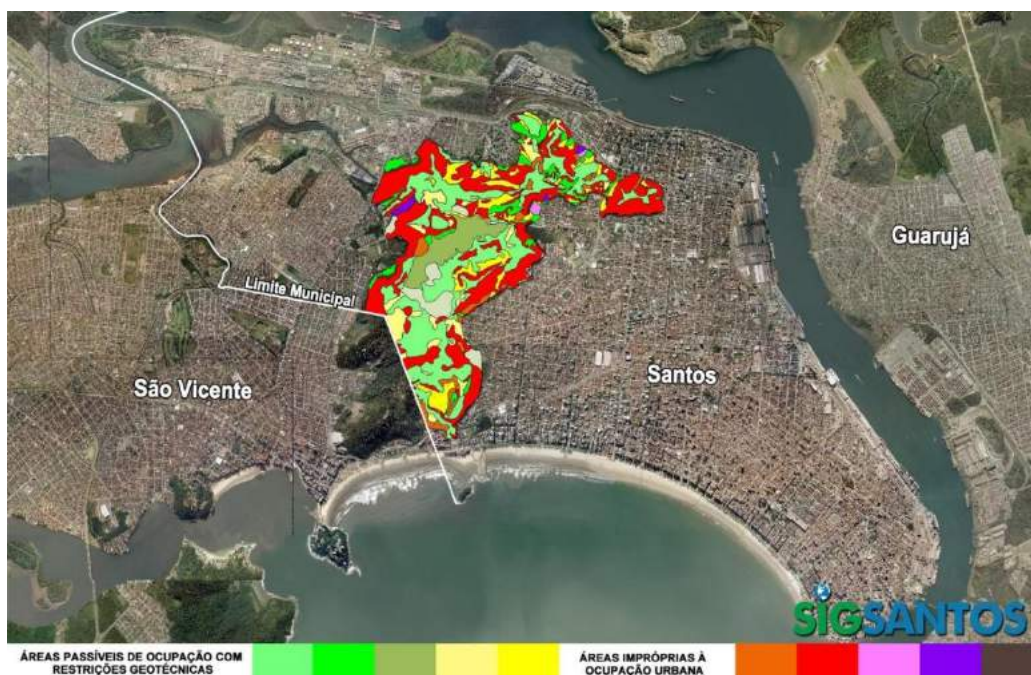 Guarujá
Limite Municipal
São Vicente
Santos
SIGSANTOS
ÁREAS PASSÍVEIS DE OCUPAÇÃO COM
RESTRIÇÕES GEOTÉCNICAS
ÁREAS IMPRÓPRIAS À
OCUPAÇÃO URBANA